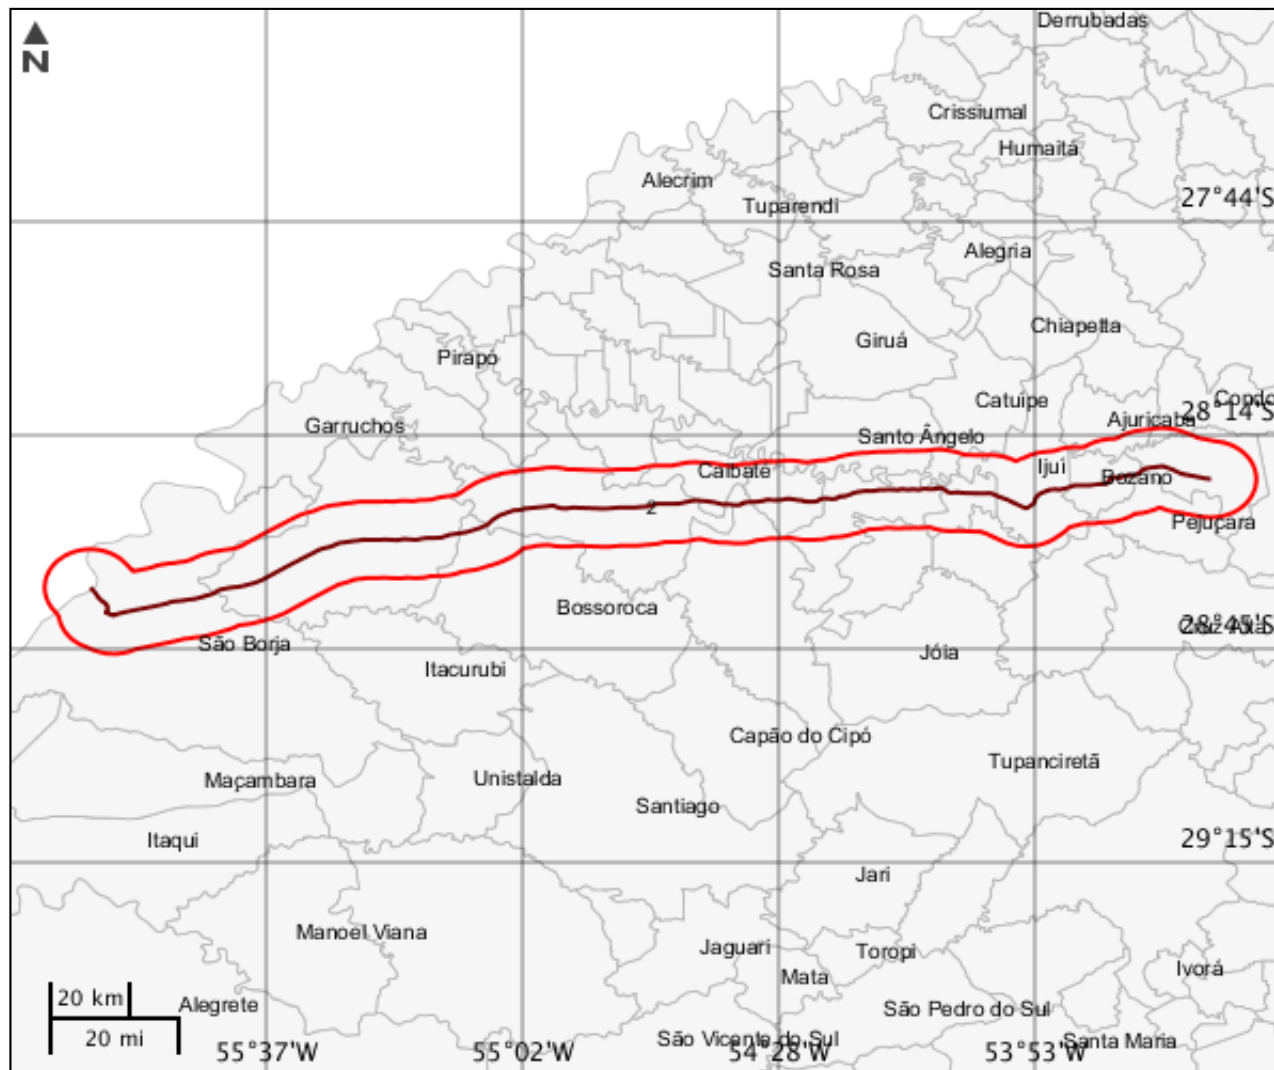 Derrubadas
N
Crissiumal
Humaitá
Alecrim
27°44'S
Tuparendi
Alegria
Santa Rosa
Chiapetta
Giruá
Pirapó
Catuípe
Condo
28°14'S
Ajuricaba
Garruchos
Santo Ângelo
Ijuí
Caibaté
Bozano
2
Pejuçara
Bossoroca
28°45'S
São Borja
Jóia
Itacurubi
Capão do Cipó
Tupanciretã
Unistalda
Maçambara
Santiago
29°15'S
Itaqui
Jari
Manoel Viana
Jaguari
Toropi
Ivorá
Mata
20 km
Alegrete
São Pedro do Sul
20 mi
São Vicente do Sul
Santa Maria
55°37'W
55°02'W
54°28'W
53°53'W